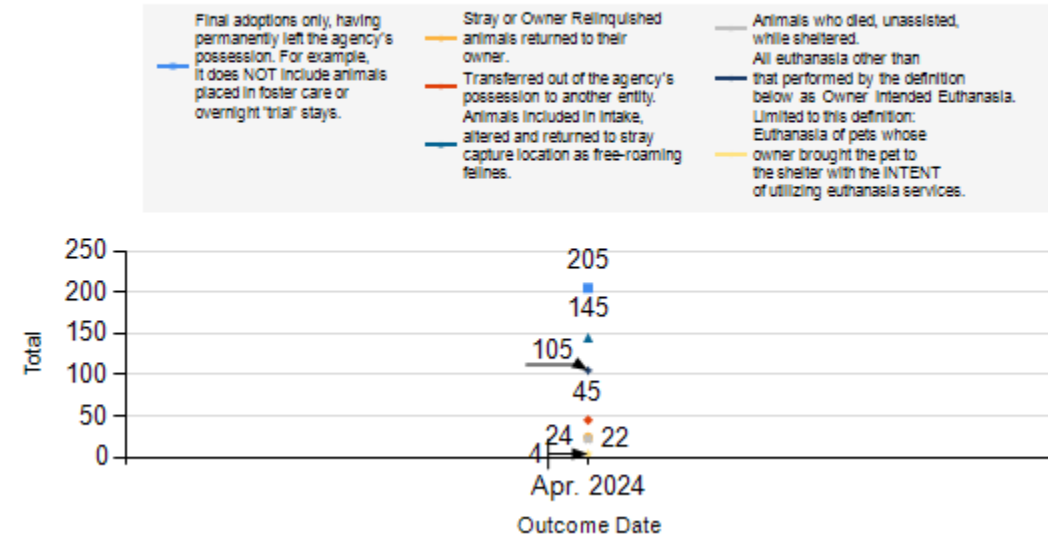 Final adoptions only, having
permanently left the agency's
possession. For example,
it does NOT include animals
placed in foster care or
overnight "trial" stays.
Stray or Owner Relinquished
animals returned to their
owner.
Transferred out of the agency's
possession to another entity.
Animals included in intake,
altered and returned to stray
capture location as free-roaming
felines.
Animals who died, unassisted,
while sheltered.
All euthanasia other than
that performed by the definition
below as Owner Intended Euthanasia.
Limited to this definition:
Euthanasia of pets whose
owner brought the pet to
the shelter with the INTENT
of utilizing euthanasia services.
Total
250
200
150
100
50
0
205
145
105
45
24
22
4
Apr. 2024
Outcome Date